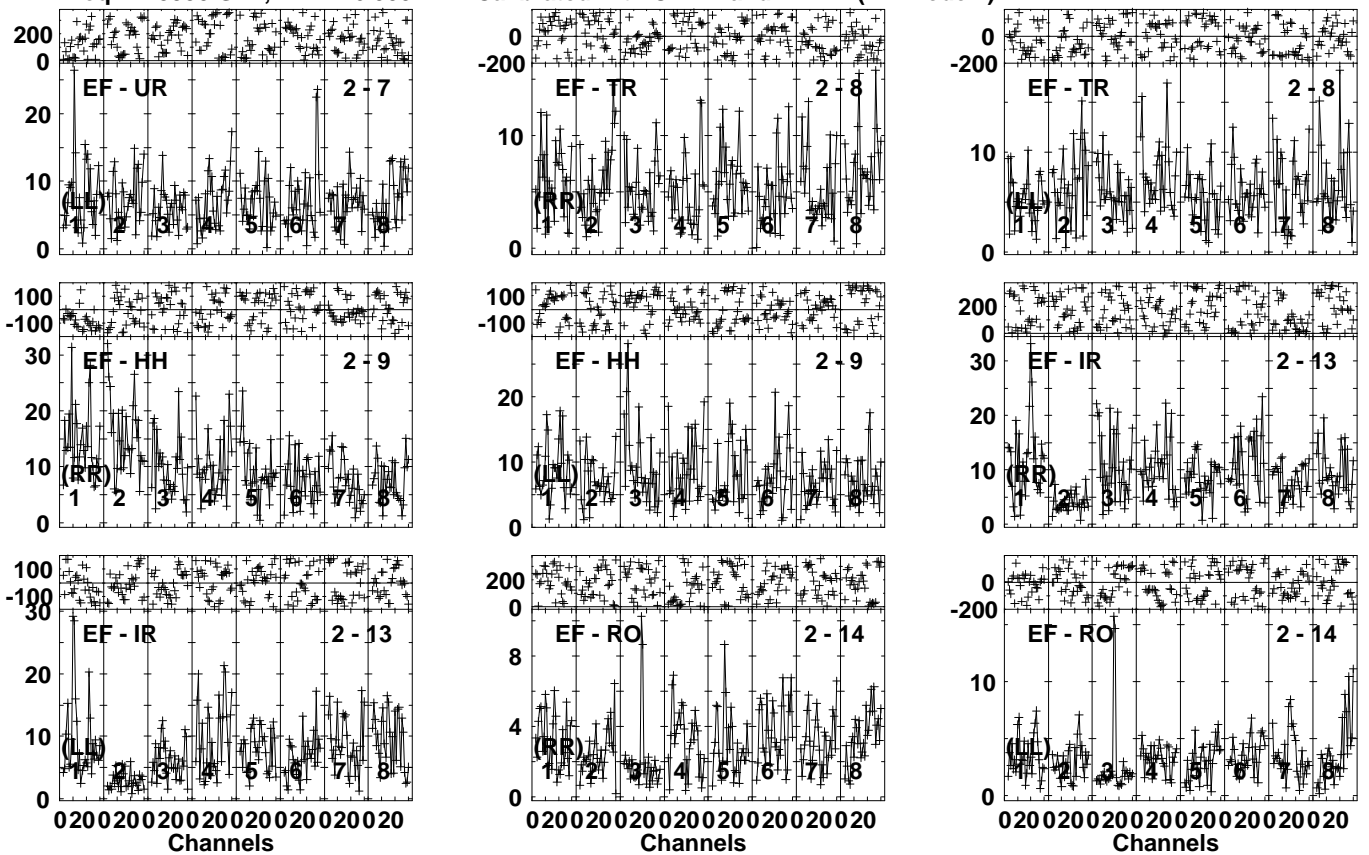 200 0 -200
0 0 -200
EF - UR 2 - 7 EF - TR 2 - 8 EF - TR 2 - 8
20 10 0 10 0 10 0
(LL) (RR) (LL)
1 2 3 4 5 6 7 8 1 2 3 4 5 6 7 8 1 2 3 4 5 6 7 8
100 -100 100 -100 200 0
EF - HH 2 - 9 EF - HH 2 - 9 EF - IR 2 - 13
30 20 10 0 20 10 0 30 20 10 0
(RR) (LL) (RR)
1 2 3 4 5 6 7 8 1 2 3 4 5 6 7 8 1 2 3 4 5 6 7 8
100 -100 200 0 0 -200
EF - IR 2 - 13 EF - RO 2 - 14 EF - RO 2 - 14
30 20 10 0 8 4 0 10 0
(LL) (RR) (LL)
1 2 3 4 5 6 7 8 1 2 3 4 5 6 7 8 1 2 3 4 5 6 7 8
020020020020020020020020 020020020020020020020020 020020020020020020020020
Channels Channels Channels